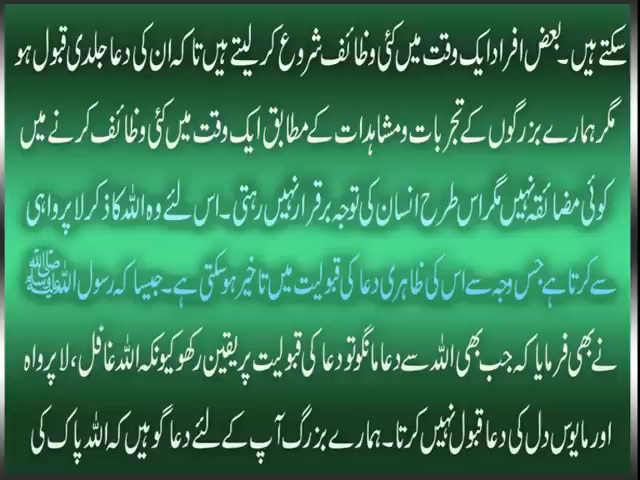 سکتے ہیں۔ بعض افراد ایک وقت میں کئی وظائف شروع کر لیتے ہیں تاکہ ان کی دعا جلدی قبول ہو
مگر ہمارے بزرگوں کے تجربات و مشاہدات کے مطابق ایک وقت میں کئی وظائف کرنے میں
کوئی مضائقہ نہیں مگر اس طرح انسان کی توجہ برقرار نہیں رہتی۔ اس لئے وہ اللہ کا ذکر لاپرواہی
سے کرتا ہے جس وجہ سے اس کی ظاہری دعا کی قبولیت میں تاخیر ہو سکتی ہے۔ جیسا کہ رسول اللہ ﷺ
نے بھی فرمایا کہ جب بھی اللہ سے دعا مانگو تو دعا کی قبولیت پر یقین رکھو کیونکہ اللہ غافل، لاپرواہ
اور مایوس دل کی دعا قبول نہیں کرتا۔ ہمارے بزرگ آپ کے لئے دعا گو ہیں کہ اللہ پاک کی